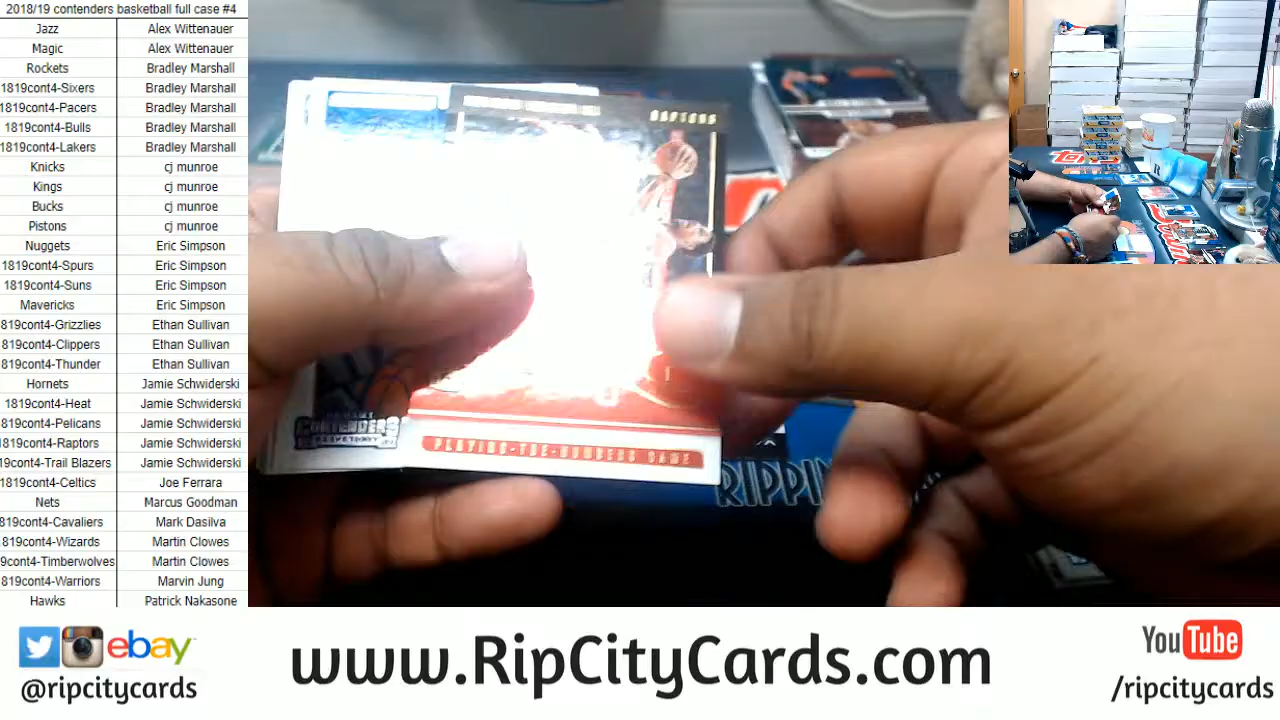 2018/19 contenders basketball full case #4
Jazz Alex Wittenauer
Magic Alex Wittenauer
Rockets Bradley Marshall
1819cont4-Sixers Bradley Marshall
1819cont4-Pacers Bradley Marshall
1819cont4-Bulls Bradley Marshall
1819cont4-Lakers Bradley Marshall
Knicks cj munroe
Kings cj munroe
Bucks cj munroe
Pistons cj munroe
Nuggets Eric Simpson
1819cont4-Spurs Eric Simpson
1819cont4-Suns Eric Simpson
Mavericks Eric Simpson
819cont4-Grizzlies Ethan Sullivan
819cont4-Clippers Ethan Sullivan
819cont4-Thunder Ethan Sullivan
Hornets Jamie Schwiderski
1819cont4-Heat Jamie Schwiderski
819cont4-Pelicans Jamie Schwiderski
819cont4-Raptors Jamie Schwiderski
19cont4-Trail Blazers Jamie Schwiderski
1819cont4-Celtics Joe Ferrara
Nets Marcus Goodman
819cont4-Cavaliers Mark Dasilva
819cont4-Wizards Martin Clowes
9cont4-Timberwolves Martin Clowes
819cont4-Warriors Marvin Jung
Hawks Patrick Nakasone
RAPTORS
CONTENDERS
PLAYING-THE-NUMBERS GAME
RIPPIN
ebay
@ripcitycards
www.RipCityCards.com
YouTube
/ripcitycards